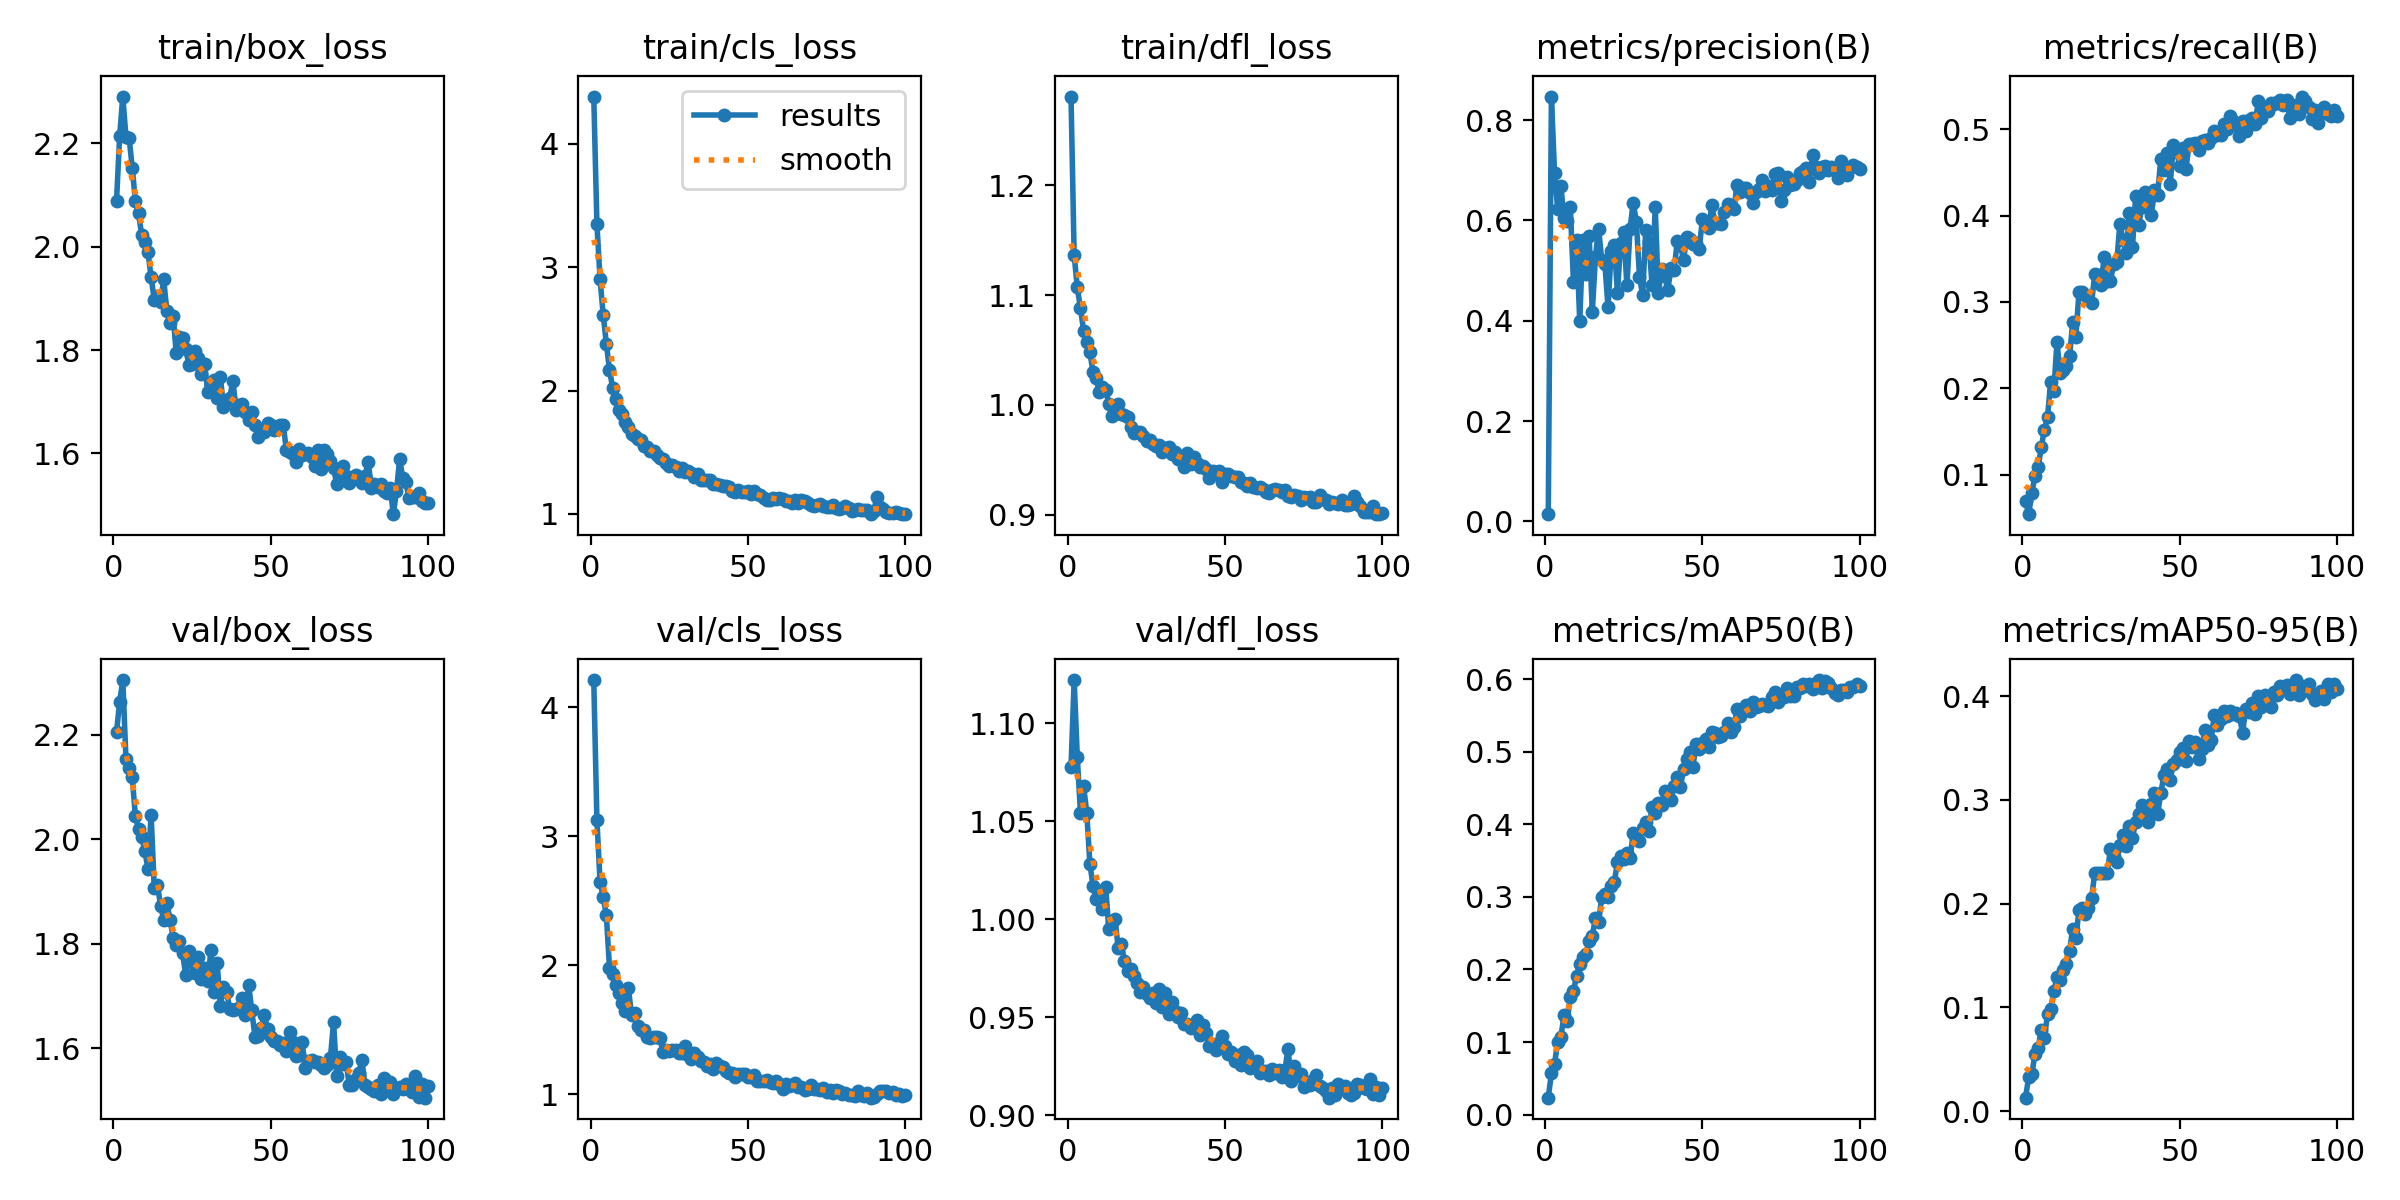 train/box_loss
2.2
2.0
1.8
1.6
0 50 100
train/cls_loss
results
smooth
4
3
2
1
0 50 100
train/dfl_loss
1.2
1.1
1.0
0.9
0 50 100
metrics/precision(B)
0.8
0.6
0.4
0.2
0.0
0 50 100
metrics/recall(B)
0.5
0.4
0.3
0.2
0.1
0 50 100
val/box_loss
2.2
2.0
1.8
1.6
0 50 100
val/cls_loss
4
3
2
1
0 50 100
val/dfl_loss
1.10
1.05
1.00
0.95
0.90
0 50 100
metrics/mAP50(B)
0.6
0.5
0.4
0.3
0.2
0.1
0.0
0 50 100
metrics/mAP50-95(B)
0.4
0.3
0.2
0.1
0.0
0 50 100